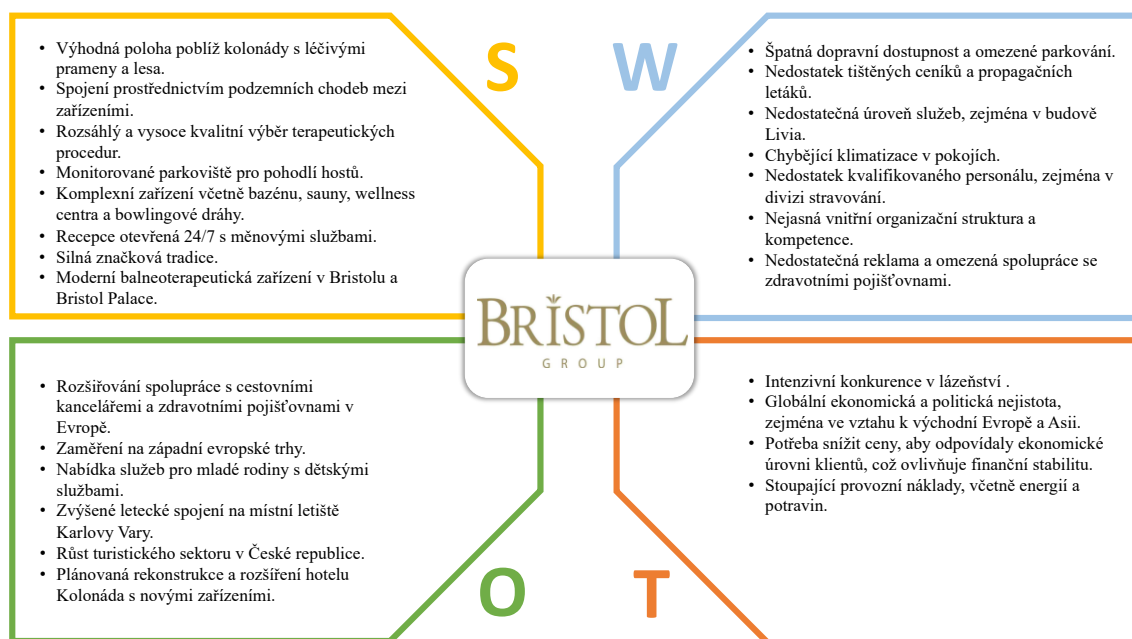 S
• Výhodná poloha poblíž kolonády s léčivými
prameny a lesa.
• Spojení prostřednictvím podzemních chodeb mezi
zařízeními.
• Rozsáhlý a vysoce kvalitní výběr terapeutických
procedur.
• Monitorované parkoviště pro pohodlí hostů.
• Komplexní zařízení včetně bazénu, sauny, wellness
centra a bowlingové dráhy.
• Recepce otevřená 24/7 s měnovými službami.
• Silná značková tradice.
• Moderní balneoterapeutická zařízení v Bristolu a
Bristol Palace.
W
• Špatná dopravní dostupnost a omezené parkování.
• Nedostatek tištěných ceníků a propagačních
letáků.
• Nedostatečná úroveň služeb, zejména v budově
Livia.
• Chybějící klimatizace v pokojích.
• Nedostatek kvalifikovaného personálu, zejména v
divizi stravování.
• Nejasná vnitřní organizační struktura a
kompetence.
• Nedostatečná reklama a omezená spolupráce se
zdravotními pojišťovnami.
BRISTOL
GROUP
• Rozšiřování spolupráce s cestovními
kancelářemi a zdravotními pojišťovnami v
Evropě.
• Zaměření na západní evropské trhy.
• Nabídka služeb pro mladé rodiny s dětskými
službami.
• Zvýšené letecké spojení na místní letiště
Karlovy Vary.
• Růst turistického sektoru v České republice.
• Plánovaná rekonstrukce a rozšíření hotelu
Kolonáda s novými zařízeními.
O
• Intenzivní konkurence v lázeňství .
• Globální ekonomická a politická nejistota,
zejména ve vztahu k východní Evropě a Asii.
• Potřeba snížit ceny, aby odpovídaly ekonomické
úrovni klientů, což ovlivňuje finanční stabilitu.
• Stoupající provozní náklady, včetně energií a
potravin.
T